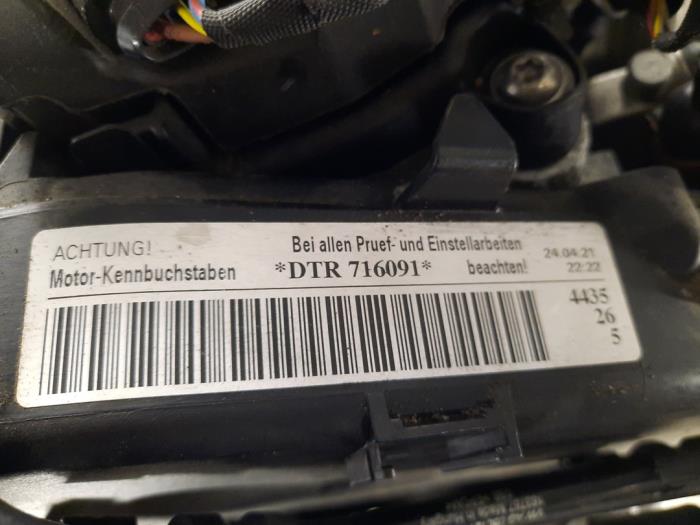 ACHTUNG! Bei allen Pruef- und Einstellarbeiten 24.04.21
Motor-Kennbuchstaben *DTR 716091* beachten! 22:22
4435
26
5